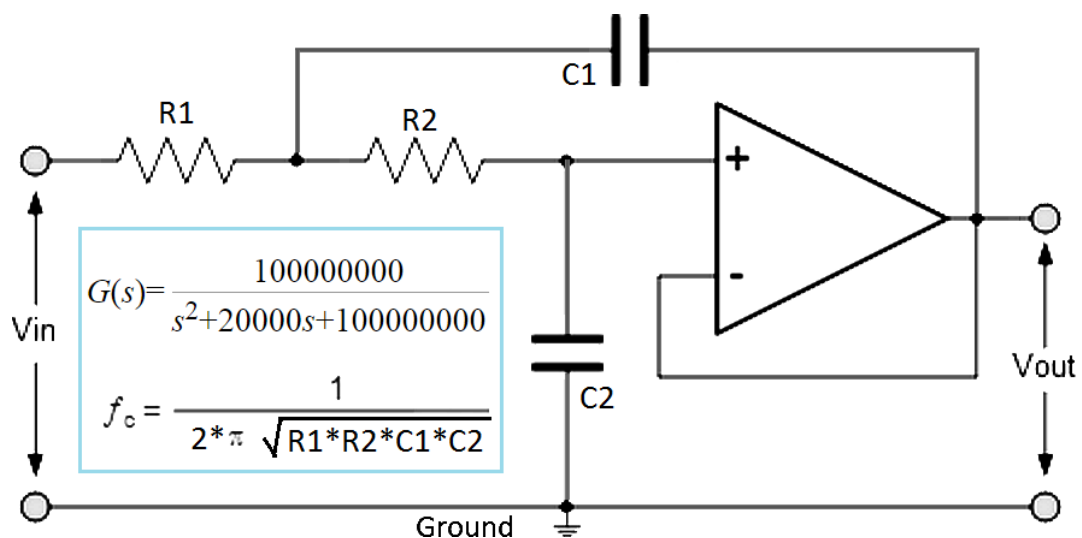 C1
R1
R2
+
-
G(s)= 100000000
s²+20000s+100000000
Vin
fc = 1
2*π √R1*R2*C1*C2
C2
Vout
Ground